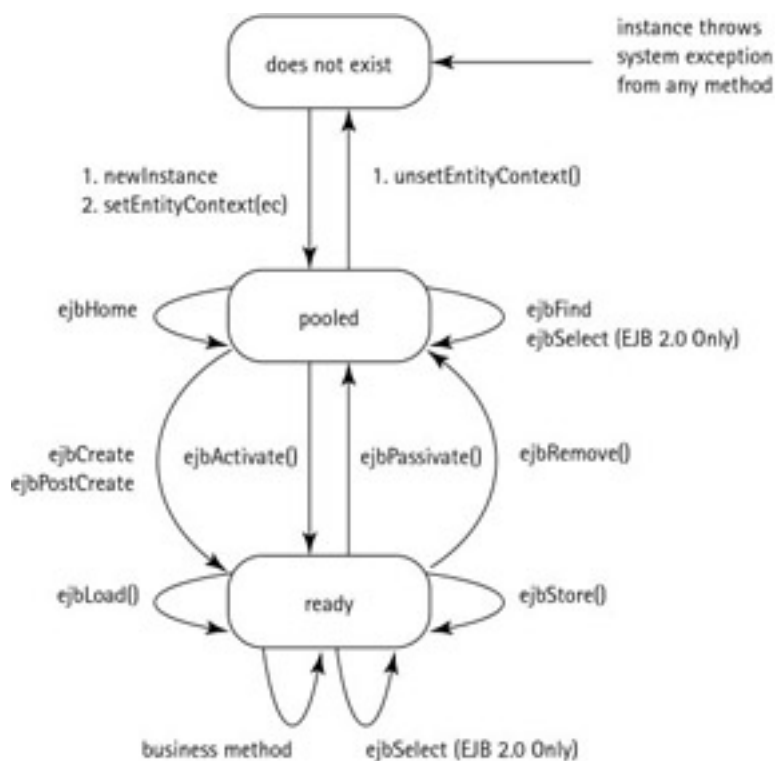 instance throws
system exception
from any method
does not exist
1. newInstance
2. setEntityContext(ec)
1. unsetEntityContext()
ejbHome
pooled
ejbFind
ejbSelect (EJB 2.0 Only)
ejbCreate
ejbPostCreate
ejbActivate()
ejbPassivate()
ejbRemove()
ejbLoad()
ready
ejbStore()
business method
ejbSelect (EJB 2.0 Only)